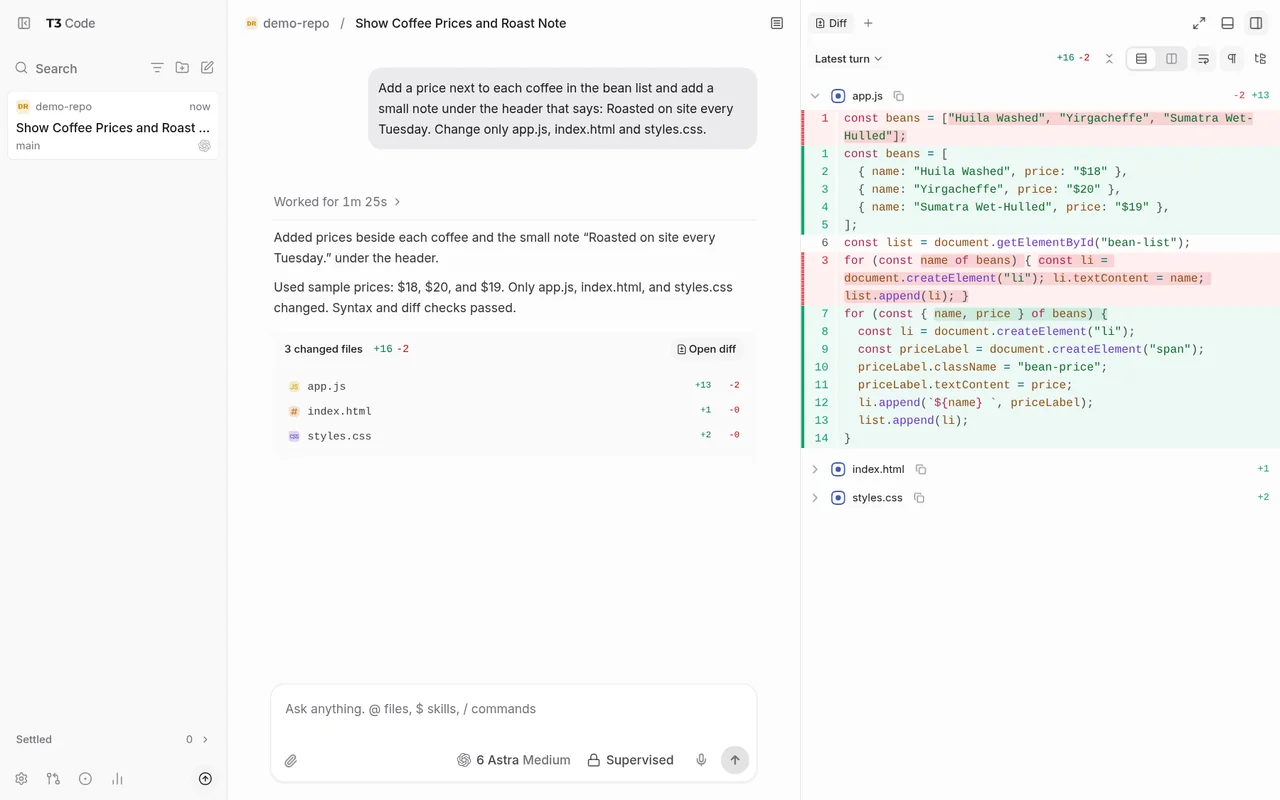 T3 Code
Search
DR demo-repo now
Show Coffee Prices and Roast ...
main
Settled 0
DR demo-repo / Show Coffee Prices and Roast Note
Add a price next to each coffee in the bean list and add a
small note under the header that says: Roasted on site every
Tuesday. Change only app.js, index.html and styles.css.
Worked for 1m 25s
Added prices beside each coffee and the small note “Roasted on site every
Tuesday.” under the header.
Used sample prices: $18, $20, and $19. Only app.js, index.html, and styles.css
changed. Syntax and diff checks passed.
3 changed files +16 -2 Open diff
JS app.js +13 -2
# index.html +1 -0
CSS styles.css +2 -0
Ask anything. @ files, $ skills, / commands
6 Astra Medium Supervised
Diff
Latest turn +16 -2
app.js -2 +13
1 const beans = ["Huila Washed", "Yirgacheffe", "Sumatra Wet-
Hulled"];
1 const beans = [
2 { name: "Huila Washed", price: "$18" },
3 { name: "Yirgacheffe", price: "$20" },
4 { name: "Sumatra Wet-Hulled", price: "$19" },
5 ];
6 const list = document.getElementById("bean-list");
3 for (const name of beans) { const li =
document.createElement("li"); li.textContent = name;
list.append(li); }
7 for (const { name, price } of beans) {
8 const li = document.createElement("li");
9 const priceLabel = document.createElement("span");
10 priceLabel.className = "bean-price";
11 priceLabel.textContent = price;
12 li.append(`${name} `, priceLabel);
13 list.append(li);
14 }
index.html +1
styles.css +2